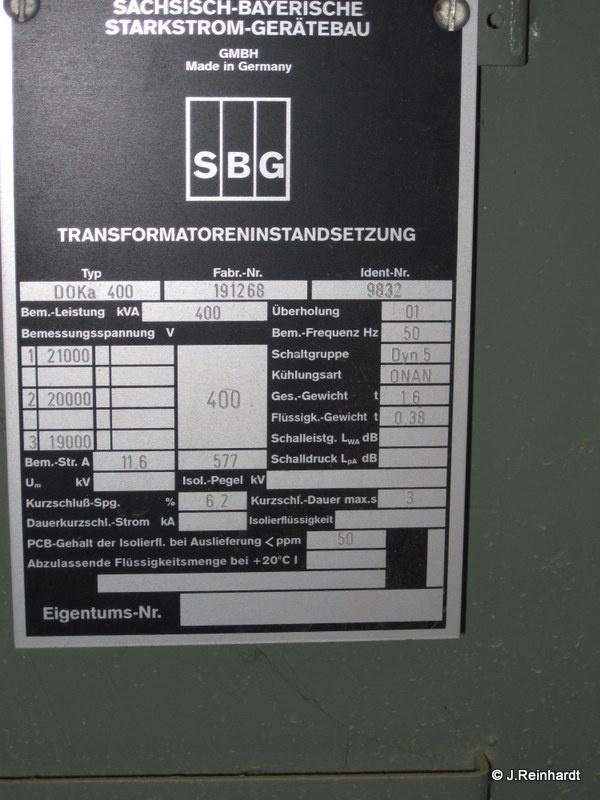 SÄCHSISCH-BAYERISCHE
STARKSTROM-GERÄTEBAU
GMBH
Made in Germany
SBG
TRANSFORMATORENINSTANDSETZUNG
Typ Fabr.-Nr. Ident-Nr.
DOKa 400 191268 9832
Bem.-Leistung kVA 400 Überholung 01
Bemessungsspannung V Bem.-Frequenz Hz 50
1 21000 Schaltgruppe Dyn 5
Kühlungsart ONAN
2 20000 400 Ges.-Gewicht t 1.6
Flüssigk.-Gewicht t 0.38
3 19000 Schalleistg. LWA dB
Bem.-Str. A 11.6 577 Schalldruck LpA dB
Um kV Isol.-Pegel kV
Kurzschluß-Spg. % 6.2 Kurzschl.-Dauer max.s 3
Dauerkurzschl.-Strom kA Isolierflüssigkeit
PCB-Gehalt der Isolierfl. bei Auslieferung < ppm 50
Abzulassende Flüssigkeitsmenge bei +20°C l
Eigentums-Nr.
© J.Reinhardt